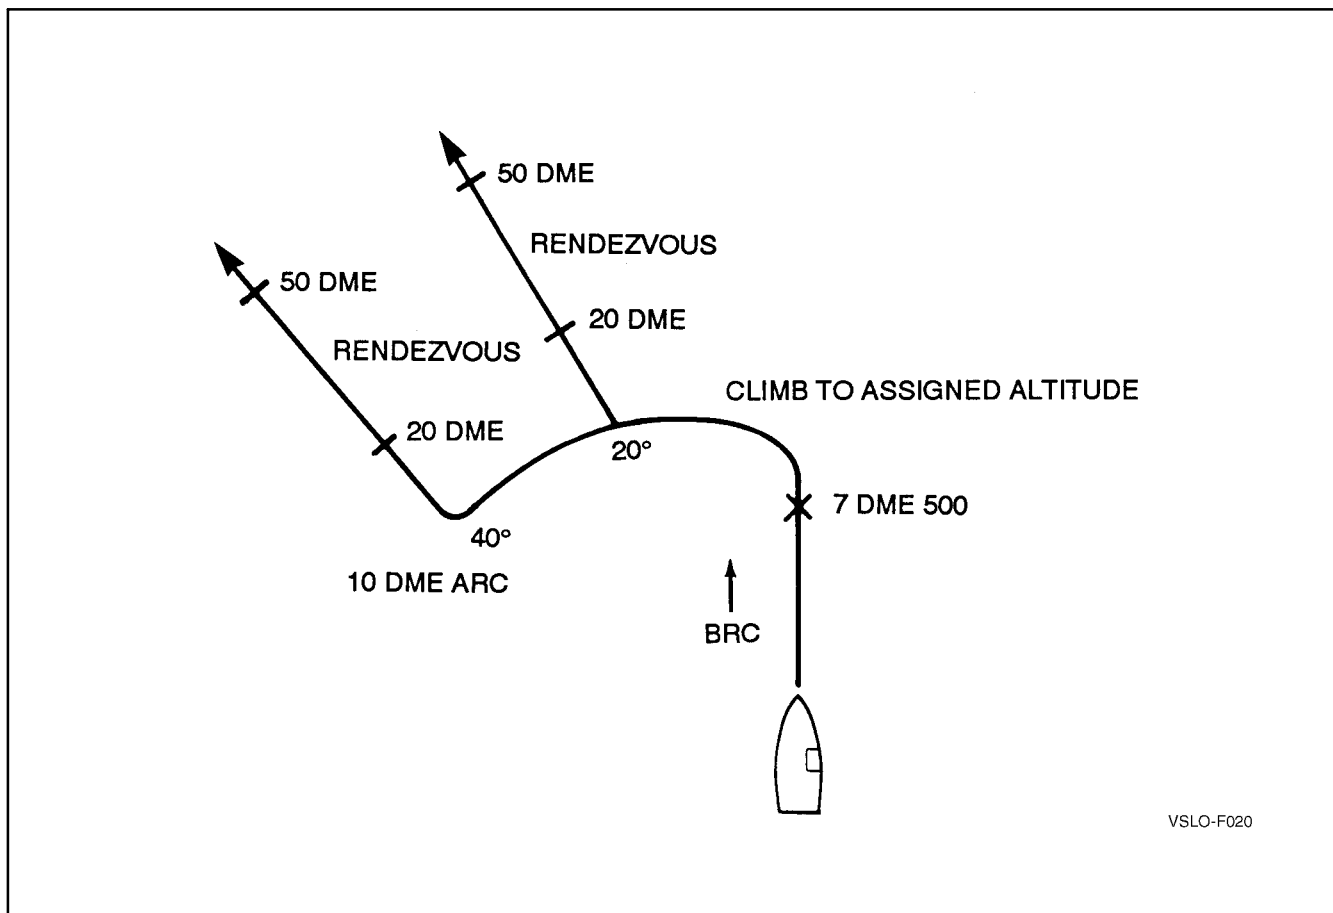 50 DME
RENDEZVOUS
50 DME
20 DME
RENDEZVOUS
CLIMB TO ASSIGNED ALTITUDE
20 DME
20°
7 DME 500
40°
10 DME ARC
BRC
VSLO-F020